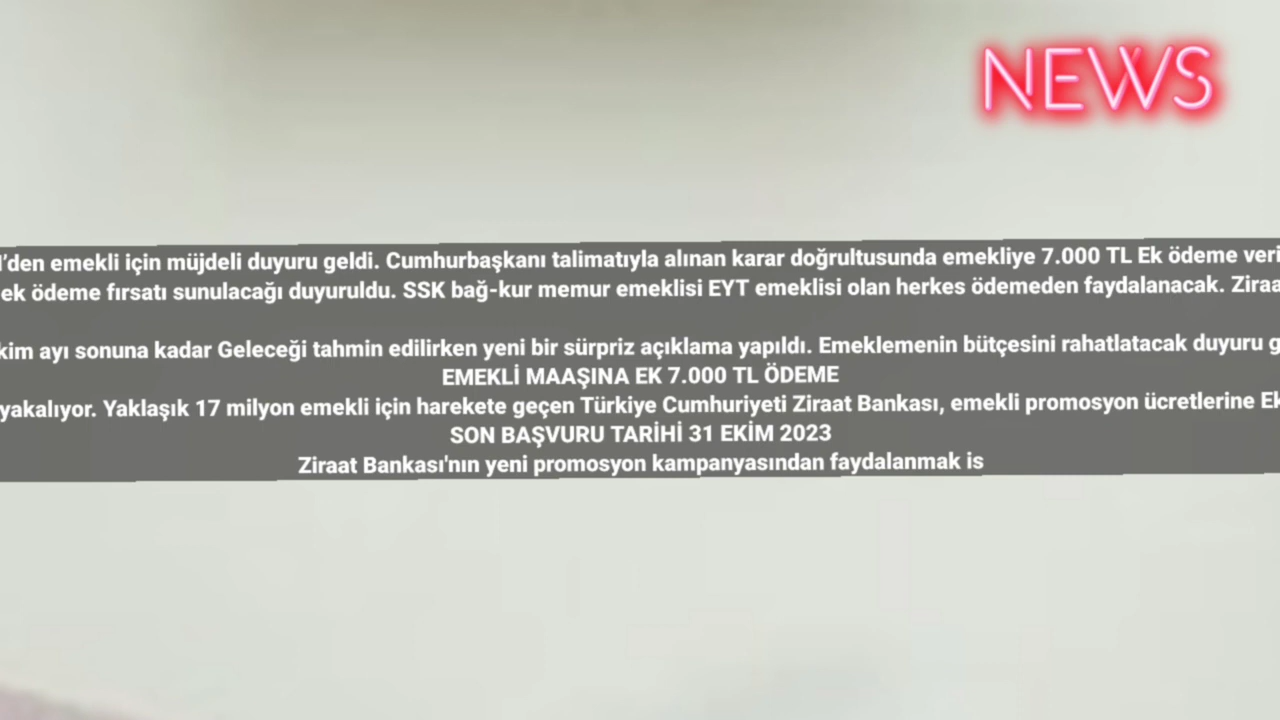 NEWS
den emekli için müjdeli duyuru geldi. Cumhurbaşkanı talimatıyla alınan karar doğrultusunda emekliye 7.000 TL Ek ödeme veri
ek ödeme fırsatı sunulacağı duyuruldu. SSK bağ-kur memur emeklisi EYT emeklisi olan herkes ödemeden faydalanacak. Ziraa
kim ayı sonuna kadar Geleceği tahmin edilirken yeni bir sürpriz açıklama yapıldı. Emeklemenin bütçesini rahatlatacak duyuru g
EMEKLİ MAAŞINA EK 7.000 TL ÖDEME
yakalıyor. Yaklaşık 17 milyon emekli için harekete geçen Türkiye Cumhuriyeti Ziraat Bankası, emekli promosyon ücretlerine Ek
SON BAŞVURU TARİHİ 31 EKİM 2023
Ziraat Bankası'nın yeni promosyon kampanyasından faydalanmak is